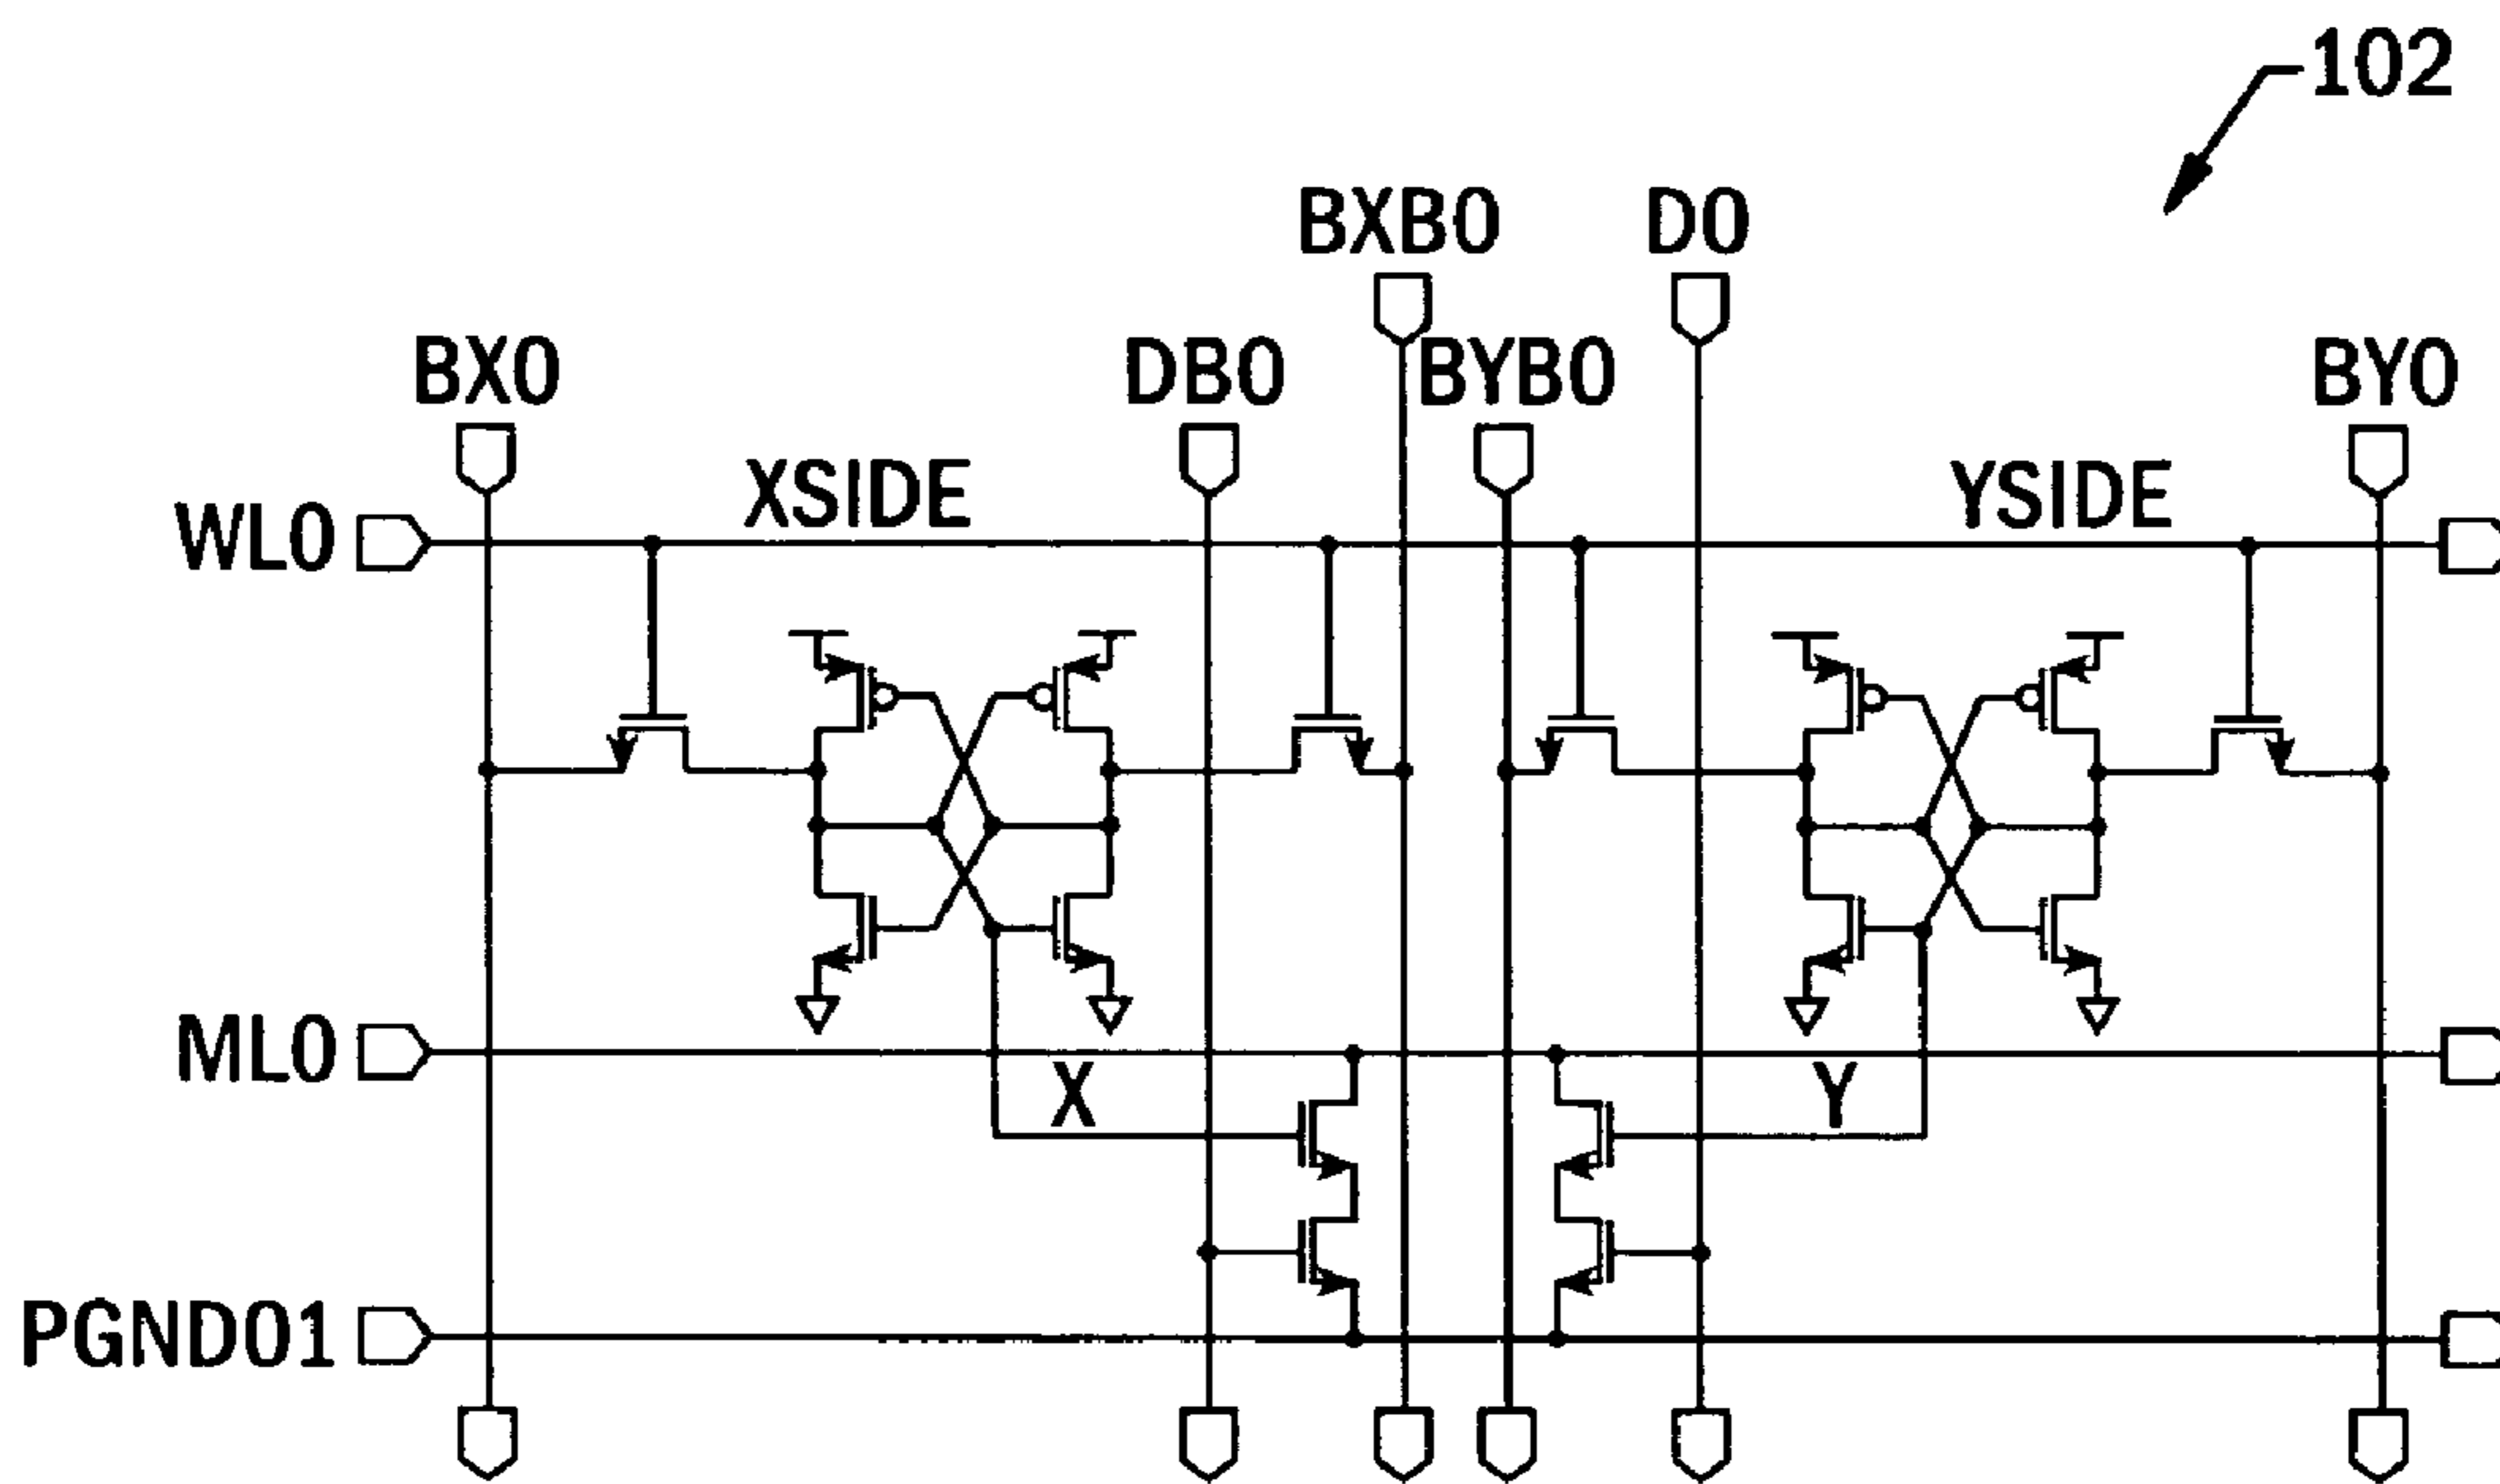 102
BXB0 D0
BX0 DB0 BYB0 BY0
XSIDE YSIDE
WL0
ML0
X Y
PGND01